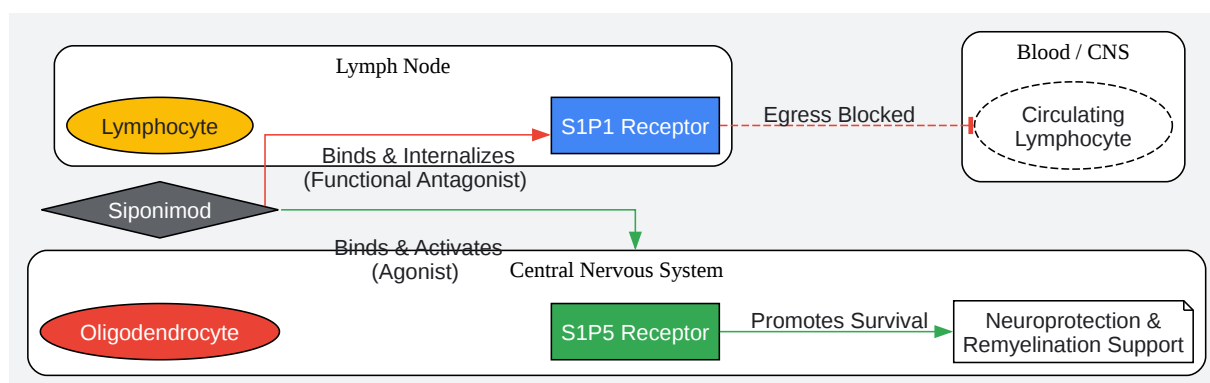 Lymph Node
Blood / CNS
Lymphocyte
S1P1 Receptor
Egress Blocked
Circulating
Lymphocyte
Binds & Internalizes
(Functional Antagonist)
Siponimod
Binds & Activates
(Agonist)
Central Nervous System
Oligodendrocyte
S1P5 Receptor
Promotes Survival
Neuroprotection &
Remyelination Support